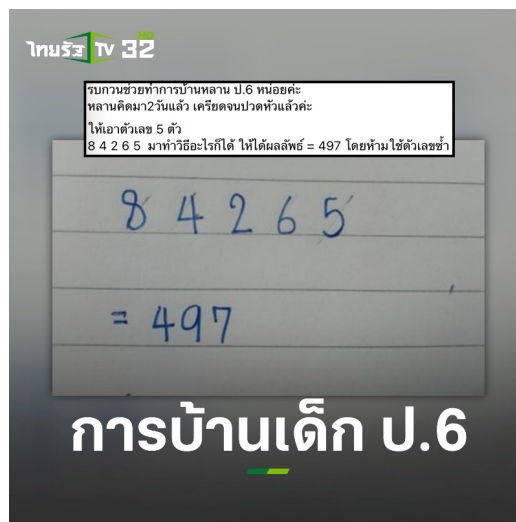 ไทยรัฐ TV 32 HD
รบกวนช่วยทำการบ้านหลาน ป.6 หน่อยค่ะ
หลานคิดมา2วันแล้ว เครียดจนปวดหัวแล้วค่ะ
ให้เอาตัวเลข 5 ตัว
8 4 2 6 5 มาทำวิธีอะไรก็ได้ ให้ได้ผลลัพธ์ = 497 โดยห้ามใช้ตัวเลขซ้ำ
8 4 2 6 5
= 497
การบ้านเด็ก ป.6